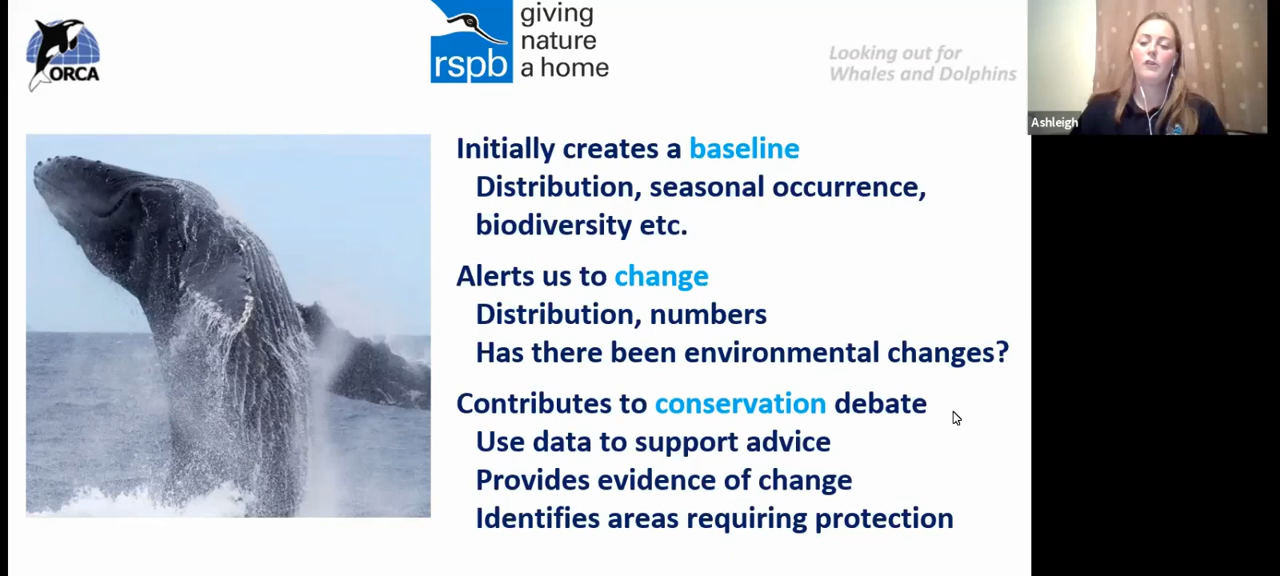 ORCA
giving
nature
a home
rspb
Looking out for
Whales and Dolphins
Ashleigh
Initially creates a baseline
Distribution, seasonal occurrence,
biodiversity etc.
Alerts us to change
Distribution, numbers
Has there been environmental changes?
Contributes to conservation debate
Use data to support advice
Provides evidence of change
Identifies areas requiring protection